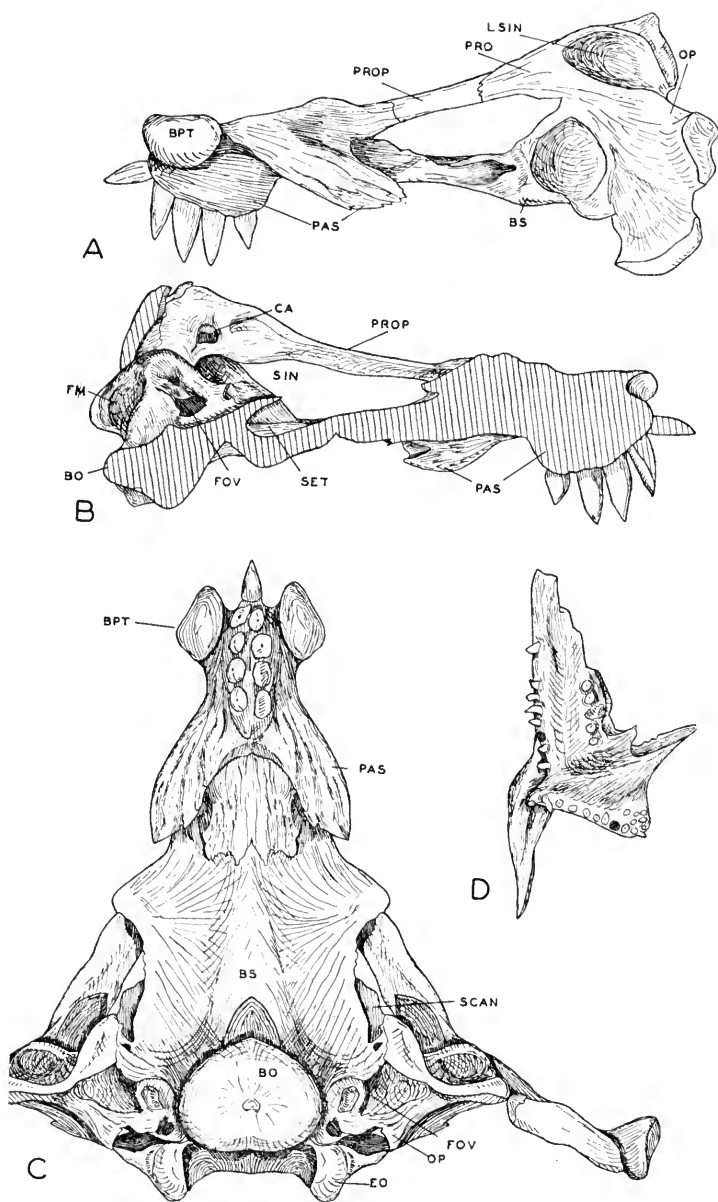 LSIN
PRO
OP
PROP
BPT
PAS
BS
A
CA
PROP
SIN
FM
BO
FOV
SET
PAS
B
BPT
PAS
D
BS
SCAN
BO
FOV
OP
EO
C